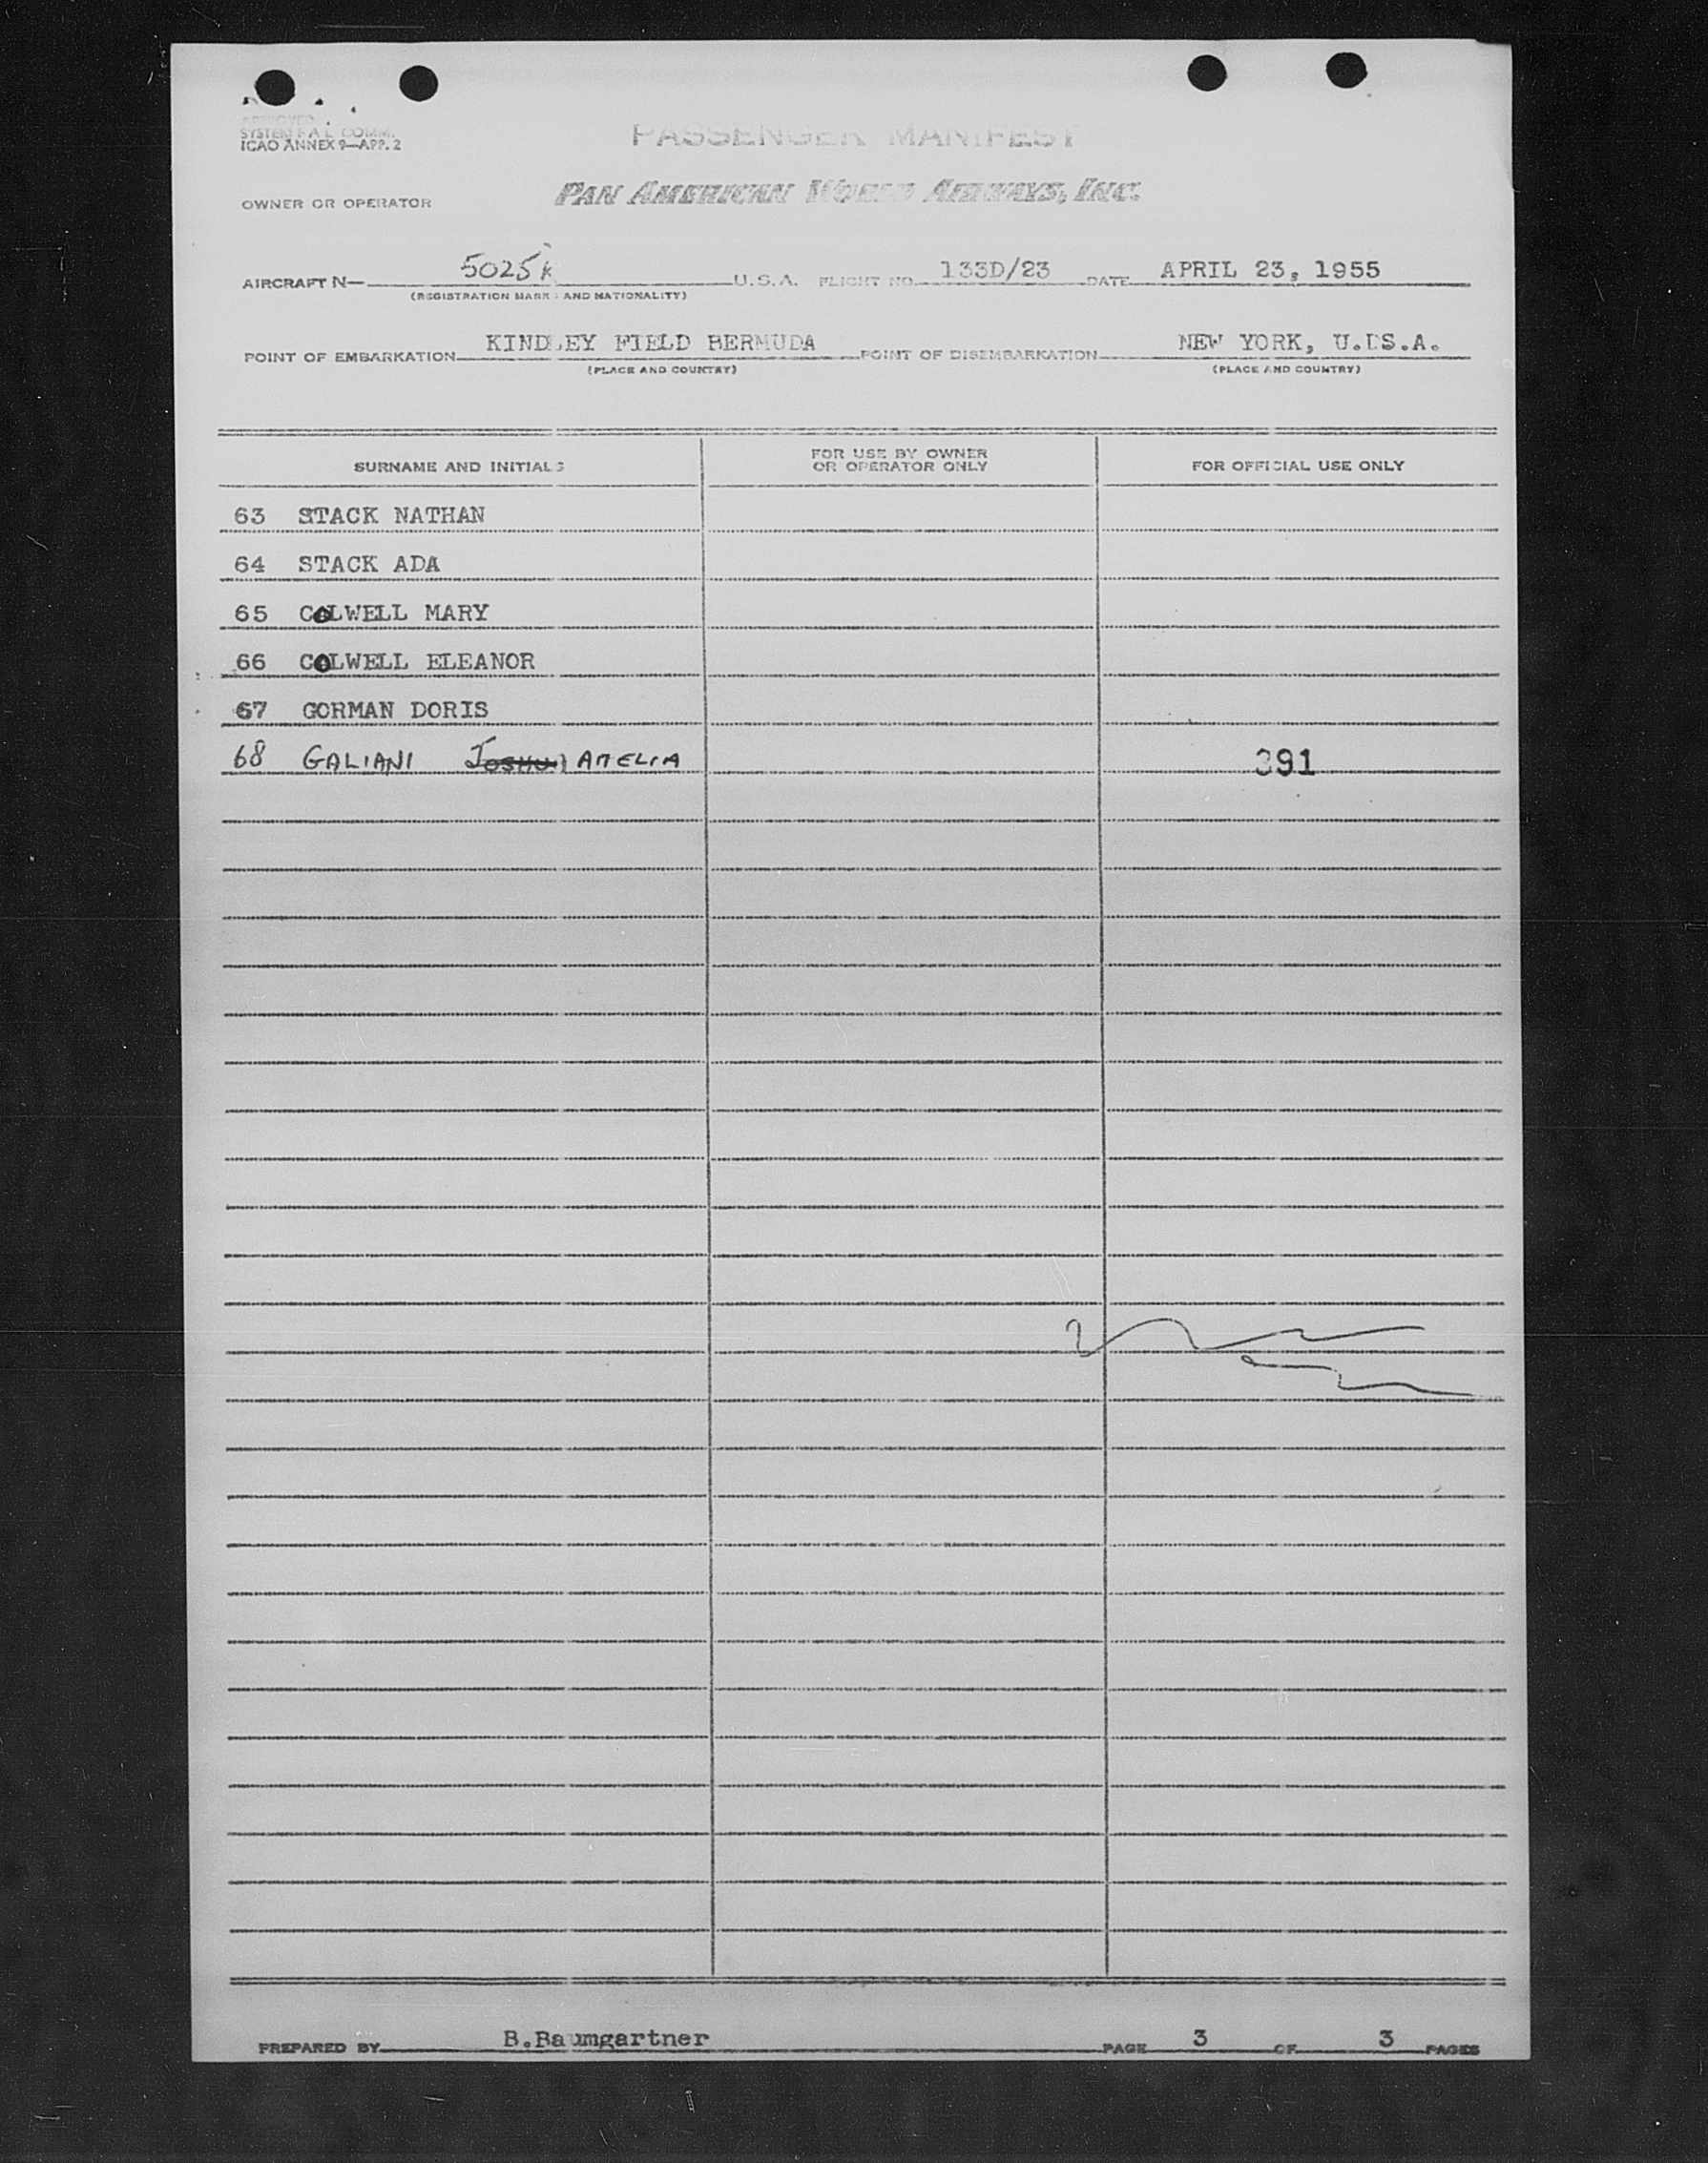 APPROVED
SYSTEM F.A.L. COMM.
ICAO ANNEX 9—APP. 2
PASSENGER MANIFEST
OWNER OR OPERATOR PAN AMERICAN WORLD AIRWAYS, INC.
AIRCRAFT N— 5025K U.S.A. FLIGHT NO. 133D/23 DATE APRIL 23, 1955
(REGISTRATION MARKS AND NATIONALITY)
POINT OF EMBARKATION KINDLEY FIELD BERMUDA POINT OF DISEMBARKATION NEW YORK, U.S.A.
(PLACE AND COUNTRY) (PLACE AND COUNTRY)
SURNAME AND INITIALS FOR USE BY OWNER OR OPERATOR ONLY FOR OFFICIAL USE ONLY
63 STACK NATHAN
64 STACK ADA
65 COLWELL MARY
66 COLWELL ELEANOR
67 GORMAN DORIS
68 GALIANI AMELIA 391
PREPARED BY B.Baumgartner PAGE 3 OF 3 PAGES